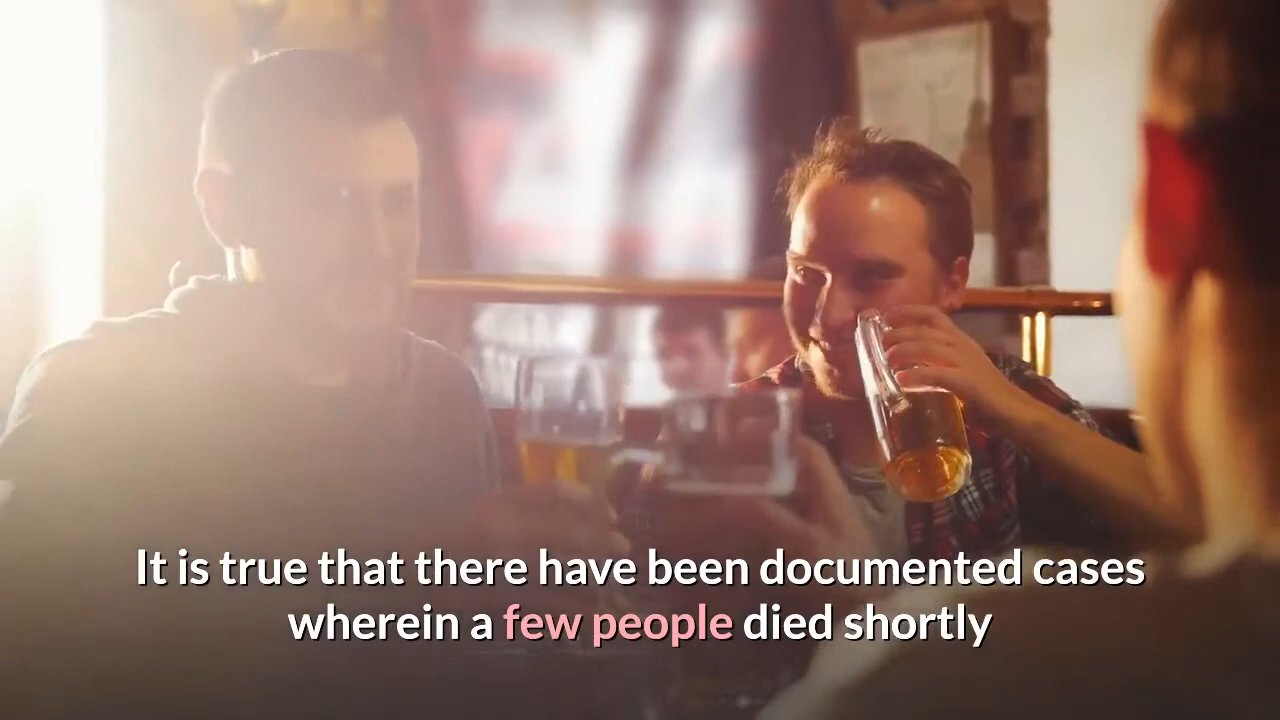 It is true that there have been documented cases
wherein a few people died shortly